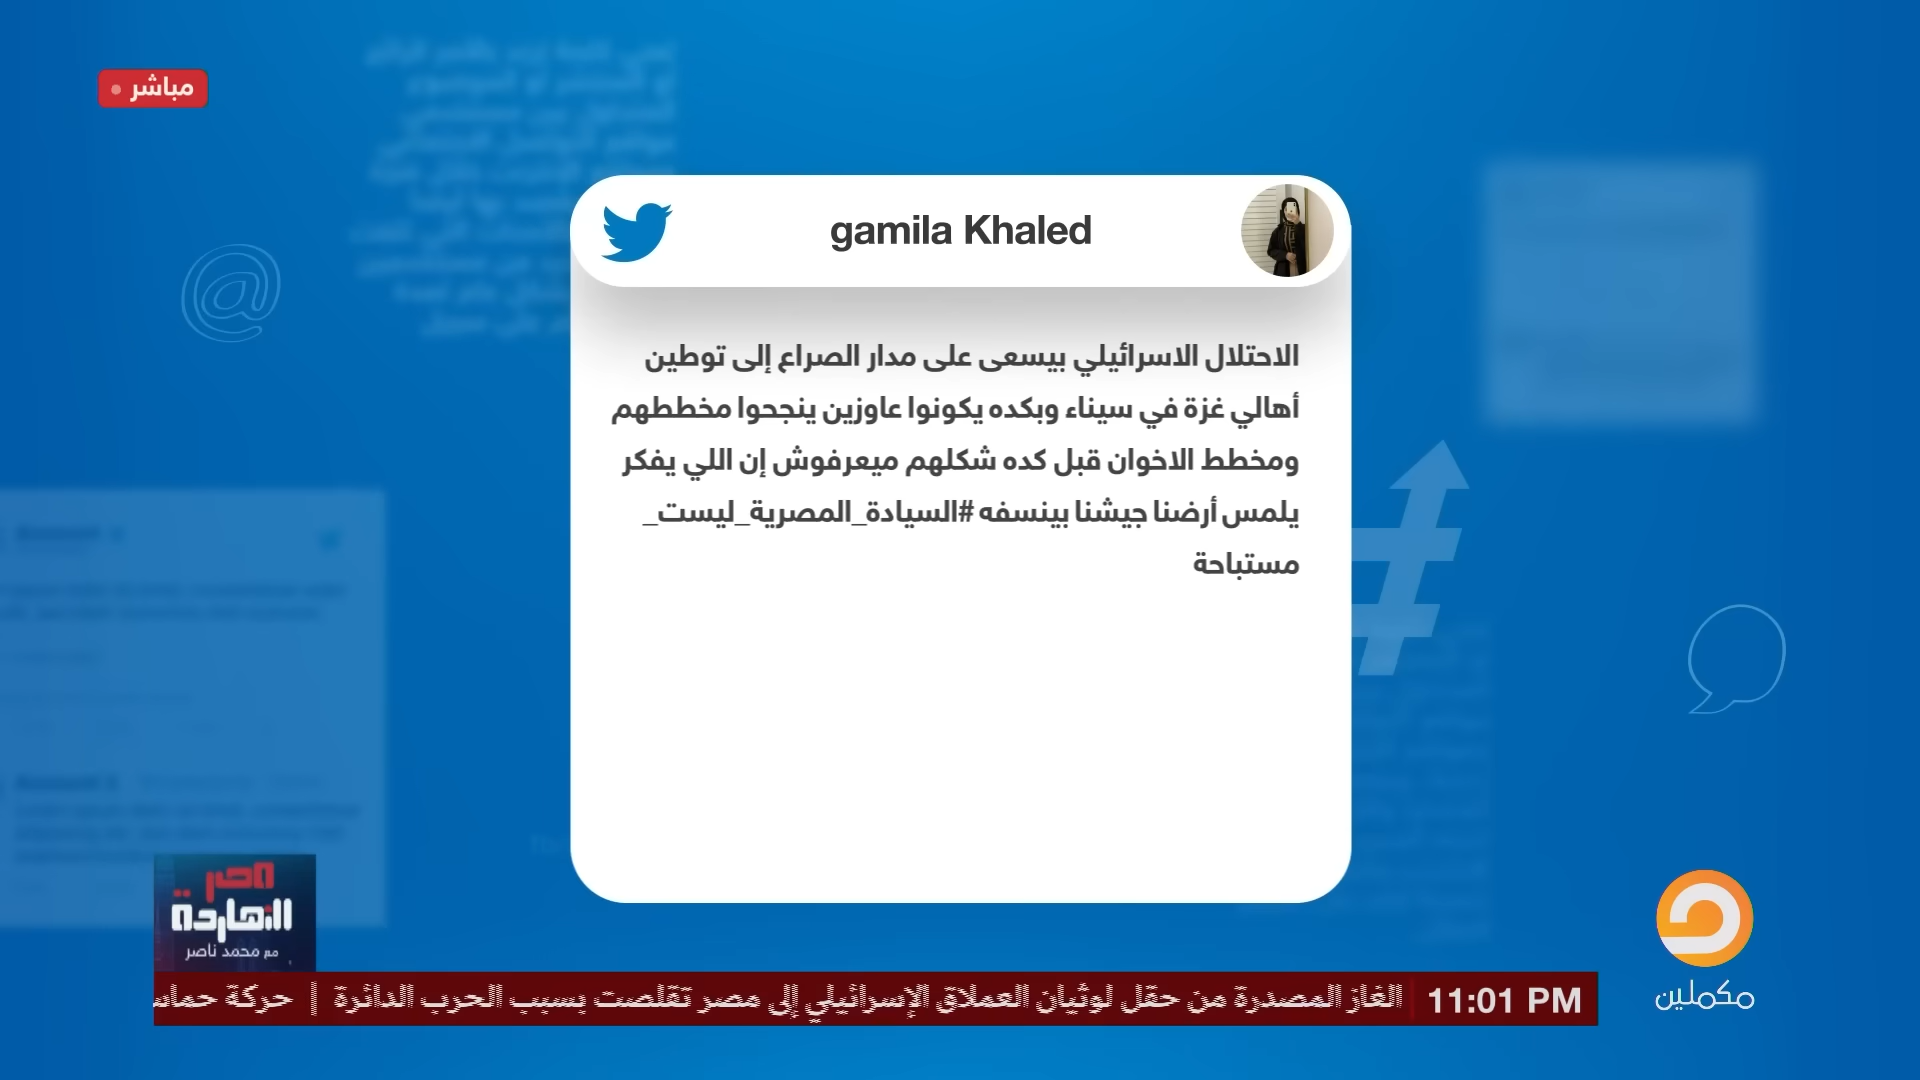 مباشر
gamila Khaled
الاحتلال الاسرائيلي بيسعى على مدار الصراع إلى توطين
أهالي غزة في سيناء وبكده يكونوا عاوزين ينجحوا مخططهم
ومخطط الاخوان قبل كده شكلهم ميعرفوش إن اللي يفكر
يلمس أرضنا جيشنا بينسفه #السيادة_المصرية_ليست_
مستباحة
مصر
النهاردة
مع محمد ناصر
11:01 PM
الغاز المصدرة من حقل لوثيان العملاق الإسرائيلي إلى مصر تقلصت بسبب الحرب الدائرة | حركة حماس
مكملين